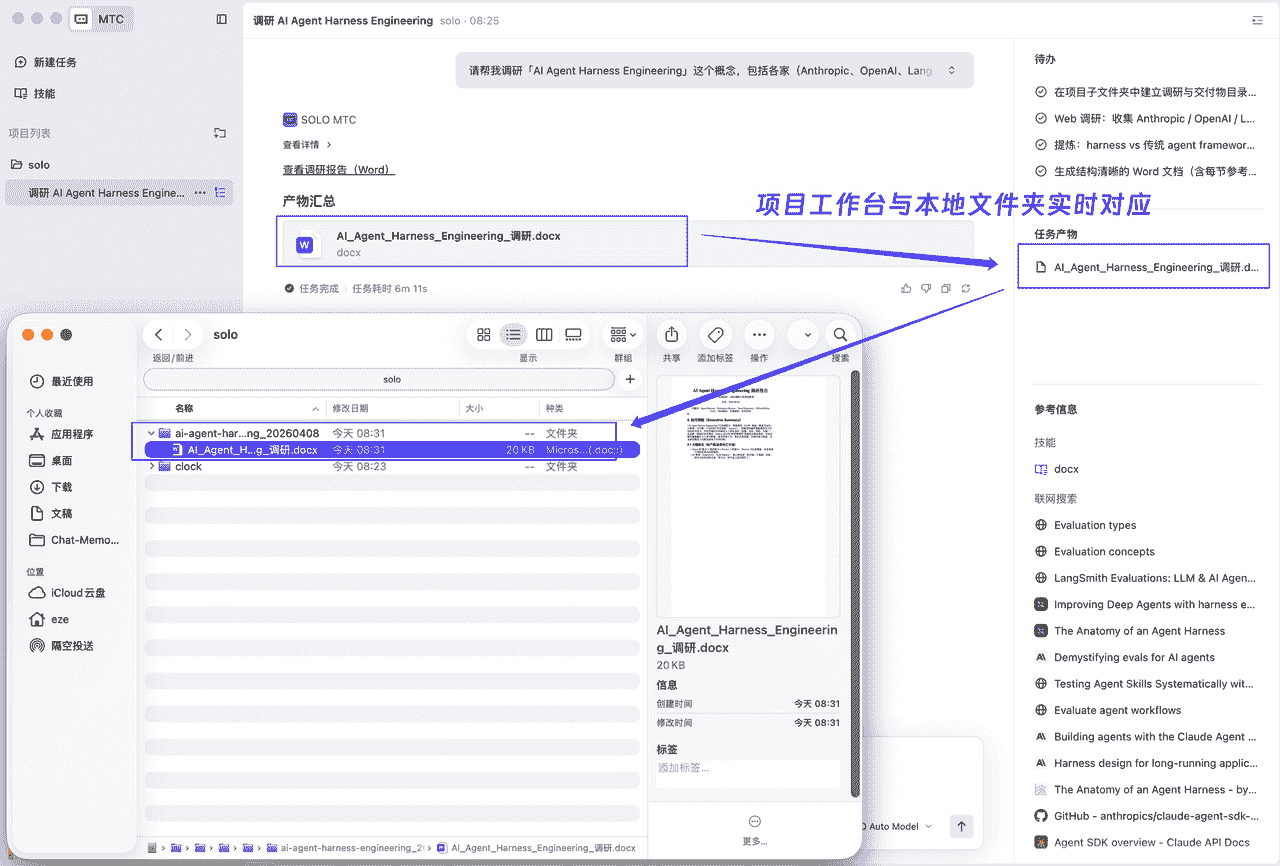 MTC
调研 AI Agent Harness Engineering solo · 08:25
新建任务
技能
项目列表
solo
调研 AI Agent Harness Engine... ···
请帮我调研「AI Agent Harness Engineering」这个概念，包括各家（Anthropic、OpenAI、Lang
SOLO MTC
查看详情
查看调研报告（Word）
产物汇总
AI_Agent_Harness_Engineering_调研.docx
docx
任务完成 任务耗时 6m 11s
项目工作台与本地文件夹实时对应
待办
在项目子文件夹中建立调研与交付物目录...
Web 调研：收集 Anthropic / OpenAI / L...
提炼：harness vs 传统 agent framewor...
生成结构清晰的 Word 文档（含每节参考...
任务产物
AI_Agent_Harness_Engineering_调研.d...
参考信息
技能
docx
联网搜索
Evaluation types
Evaluation concepts
LangSmith Evaluations: LLM & AI Agen...
Improving Deep Agents with harness e...
The Anatomy of an Agent Harness
Demystifying evals for AI agents
Testing Agent Skills Systematically wit...
Evaluate agent workflows
Building agents with the Claude Agent ...
Harness design for long-running applic...
The Anatomy of an Agent Harness - by...
GitHub - anthropics/claude-agent-sdk-...
Agent SDK overview - Claude API Docs
solo
返回/前进 显示 群组 共享 添加标签 操作 搜索
solo
最近使用
个人收藏
应用程序
桌面
下载
文稿
Chat-Memo...
位置
iCloud云盘
eze
隔空投送
名称 修改日期 大小 种类
ai-agent-har...ng_20260408 今天 08:31 -- 文件夹
AI_Agent_H...g_调研.docx 今天 08:31 20 KB Micros...(.docx)
clock 今天 08:23 -- 文件夹
AI Agent Harness Engineering 调研报告
AI_Agent_Harness_Engineerin
g_调研.docx
20 KB
信息
创建时间 今天 08:31
修改时间 今天 08:31
标签
添加标签...
更多...
ai-agent-harness-engineering_2 AI_Agent_Harness_Engineering_调研.docx
Auto Model